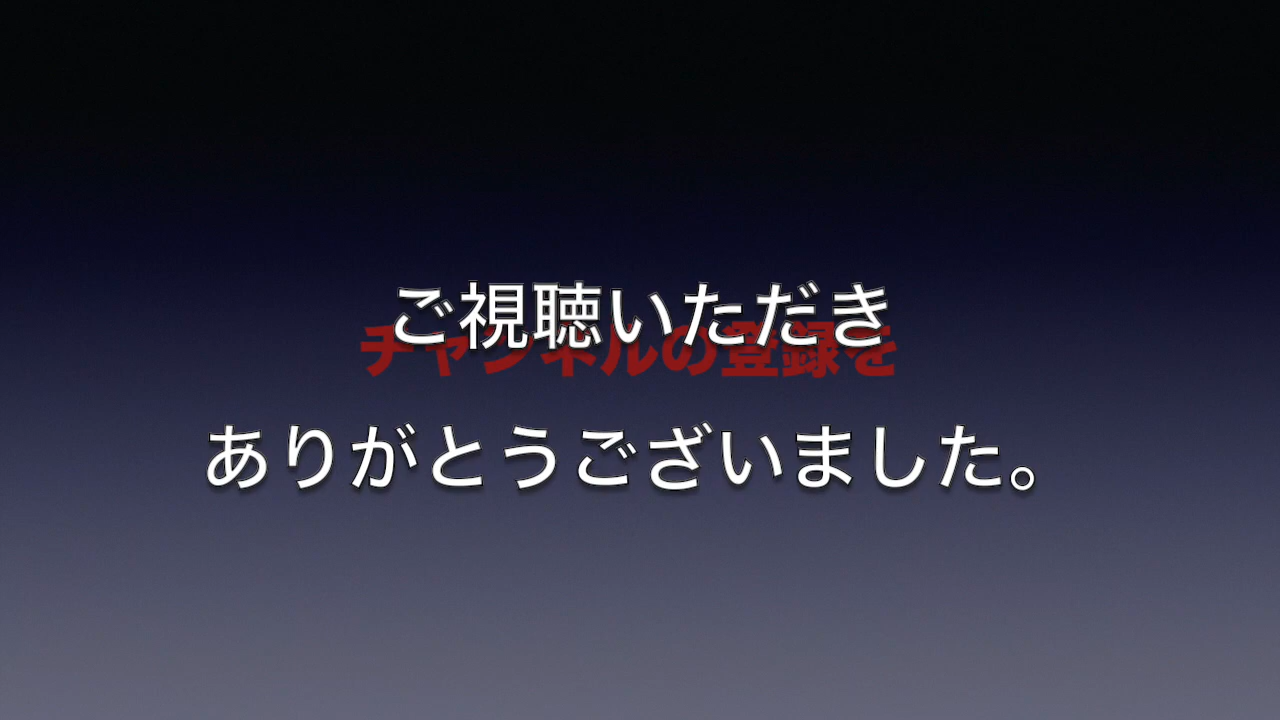 ご視聴いただき
チャンネルの登録を
ありがとうございました。